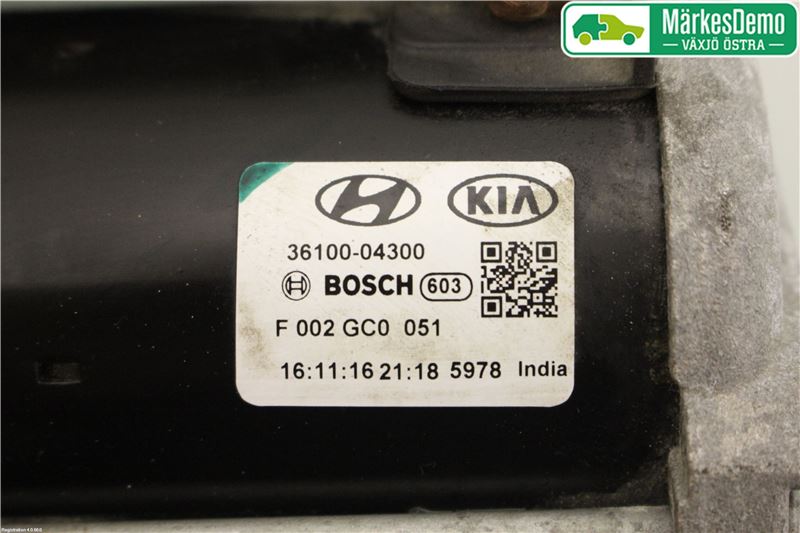 MärkesDemo
VÄXJÖ ÖSTRA
KIA
36100-04300
BOSCH 603
F 002 GC0 051
16:11:16 21:18 5978 India